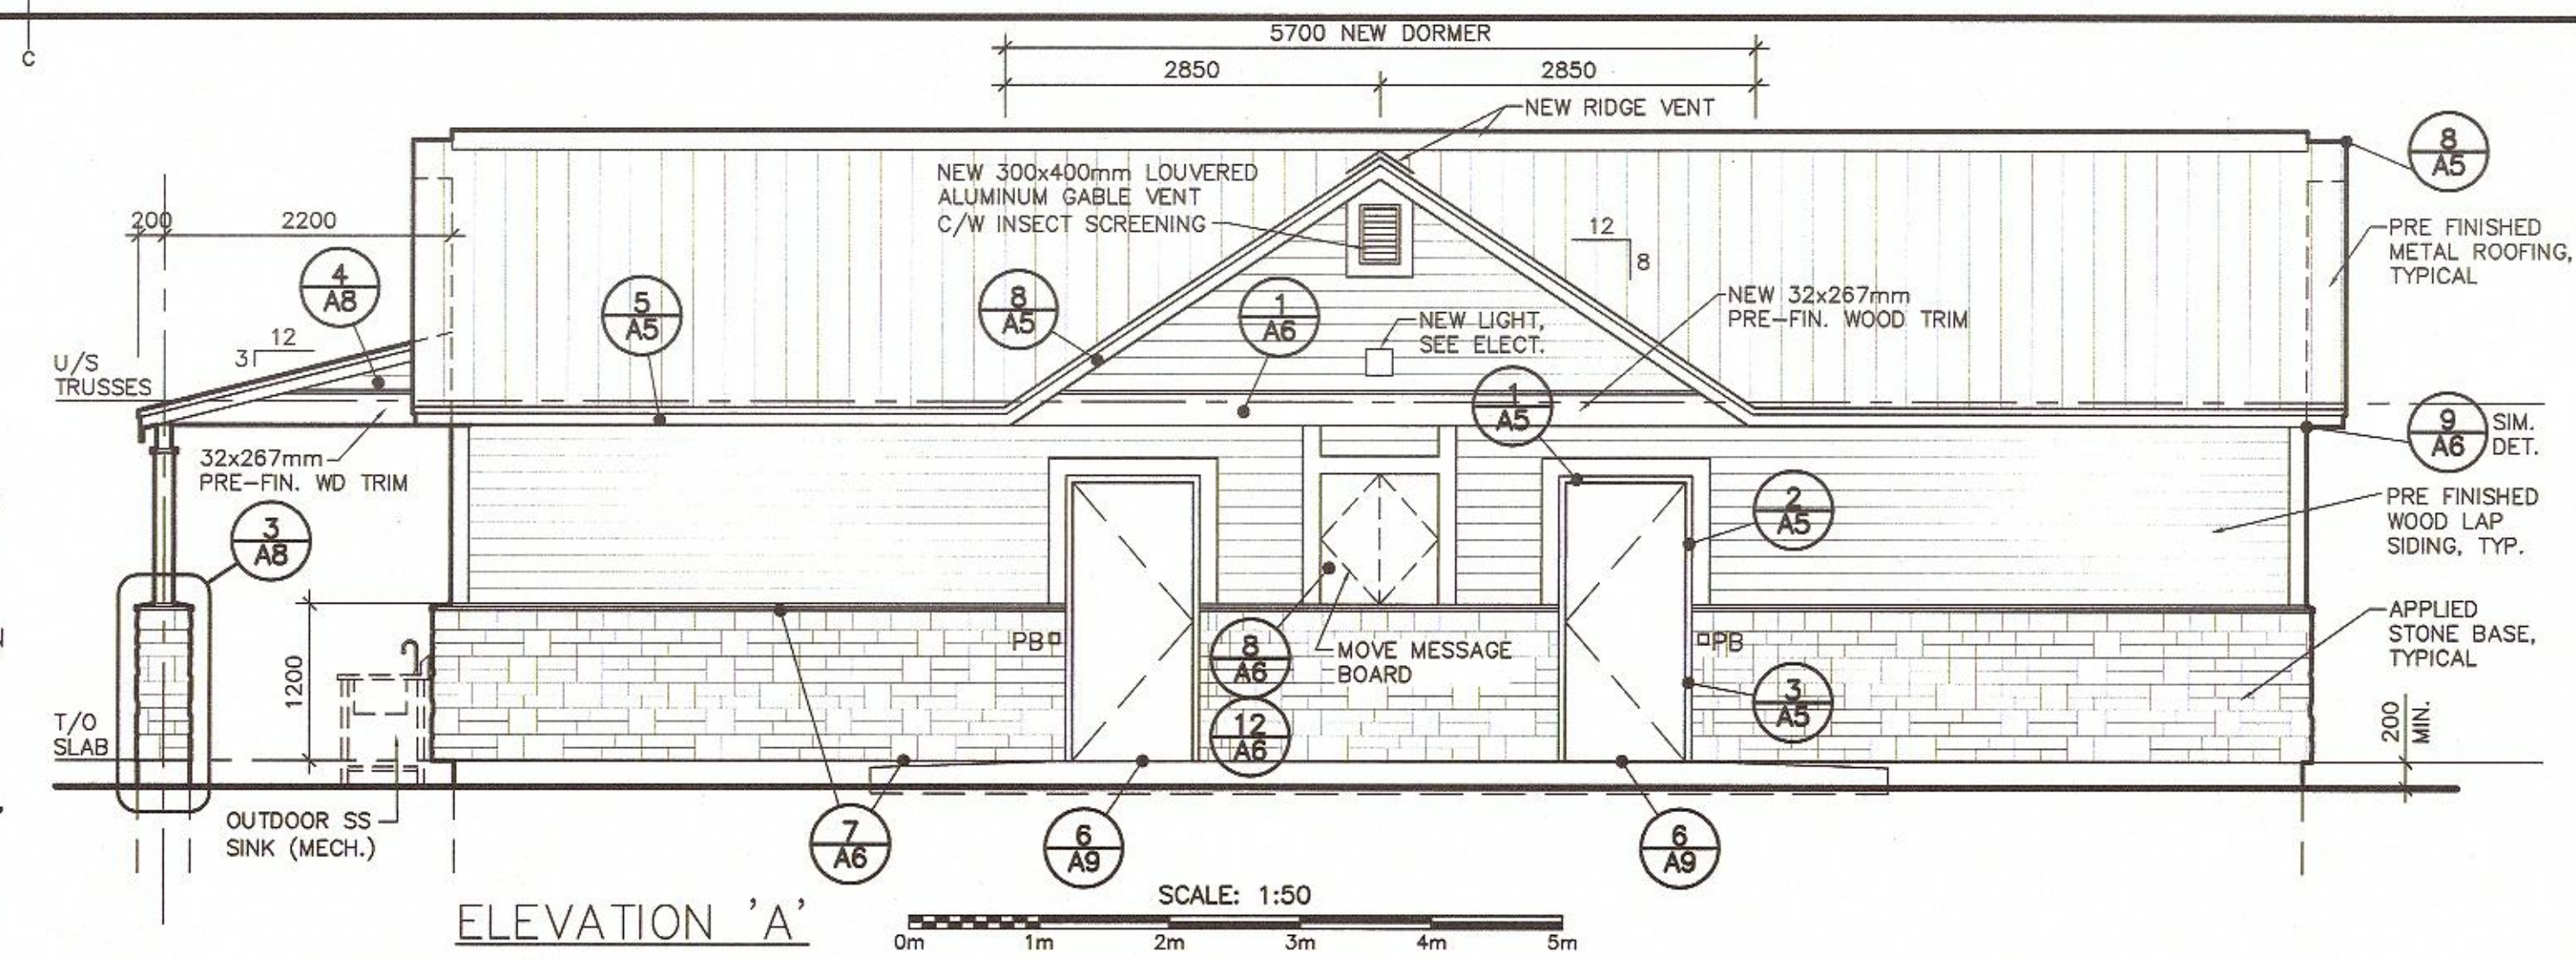 C
5700 NEW DORMER
2850
2850
NEW RIDGE VENT
8
A5
NEW 300x400mm LOUVERED
ALUMINUM GABLE VENT
C/W INSECT SCREENING
200
2200
12
8
PRE FINISHED
METAL ROOFING,
TYPICAL
4
A8
5
A5
8
A5
1
A6
NEW LIGHT,
SEE ELECT.
NEW 32x267mm
PRE-FIN. WOOD TRIM
12
3
U/S
TRUSSES
1
A5
9
A6
SIM.
DET.
32x267mm
PRE-FIN. WD TRIM
3
A8
2
A5
PRE FINISHED
WOOD LAP
SIDING, TYP.
PB
PB
MOVE MESSAGE
BOARD
8
A6
12
A6
3
A5
APPLIED
STONE BASE,
TYPICAL
1200
T/O
SLAB
200
MIN.
OUTDOOR SS
SINK (MECH.)
7
A6
6
A9
6
A9
ELEVATION 'A'
SCALE: 1:50
0m
1m
2m
3m
4m
5m